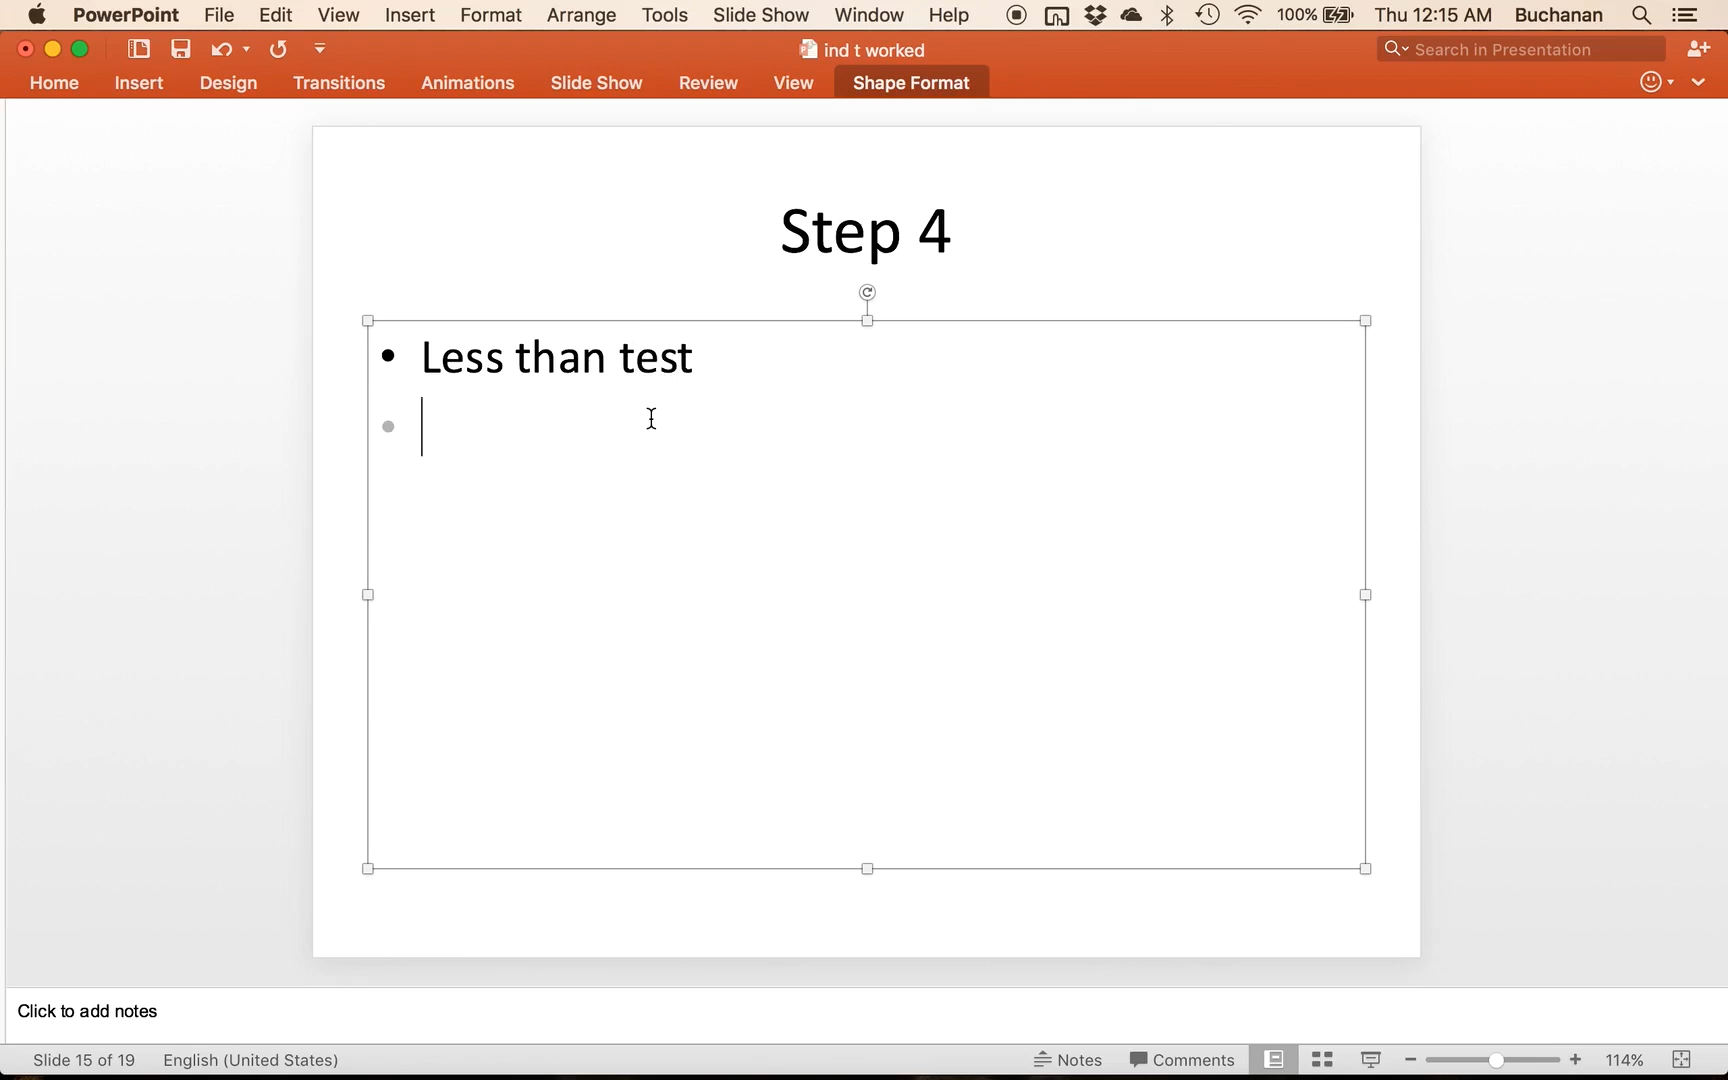 PowerPoint File Edit View Insert Format Arrange Tools Slide Show Window Help 100% Thu 12:15 AM Buchanan
ind t worked
Search in Presentation
Home Insert Design Transitions Animations Slide Show Review View Shape Format
Step 4
• Less than test
•
Click to add notes
Slide 15 of 19 English (United States) Notes Comments 114%